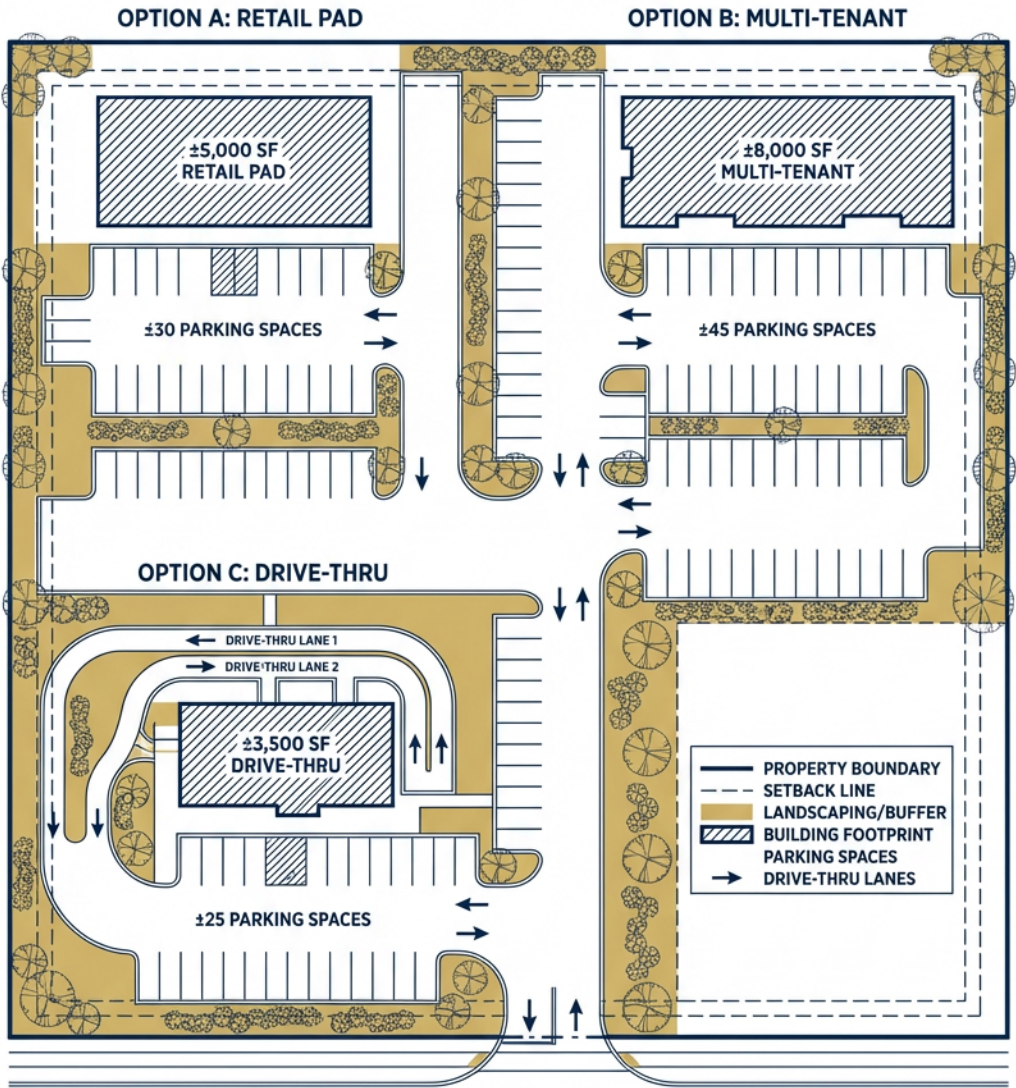 OPTION A: RETAIL PAD
OPTION B: MULTI-TENANT
±5,000 SF
RETAIL PAD
±8,000 SF
MULTI-TENANT
±30 PARKING SPACES
±45 PARKING SPACES
OPTION C: DRIVE-THRU
DRIVE-THRU LANE 1
DRIVE-THRU LANE 2
±3,500 SF
DRIVE-THRU
±25 PARKING SPACES
PROPERTY BOUNDARY
SETBACK LINE
LANDSCAPING/BUFFER
BUILDING FOOTPRINT
PARKING SPACES
DRIVE-THRU LANES